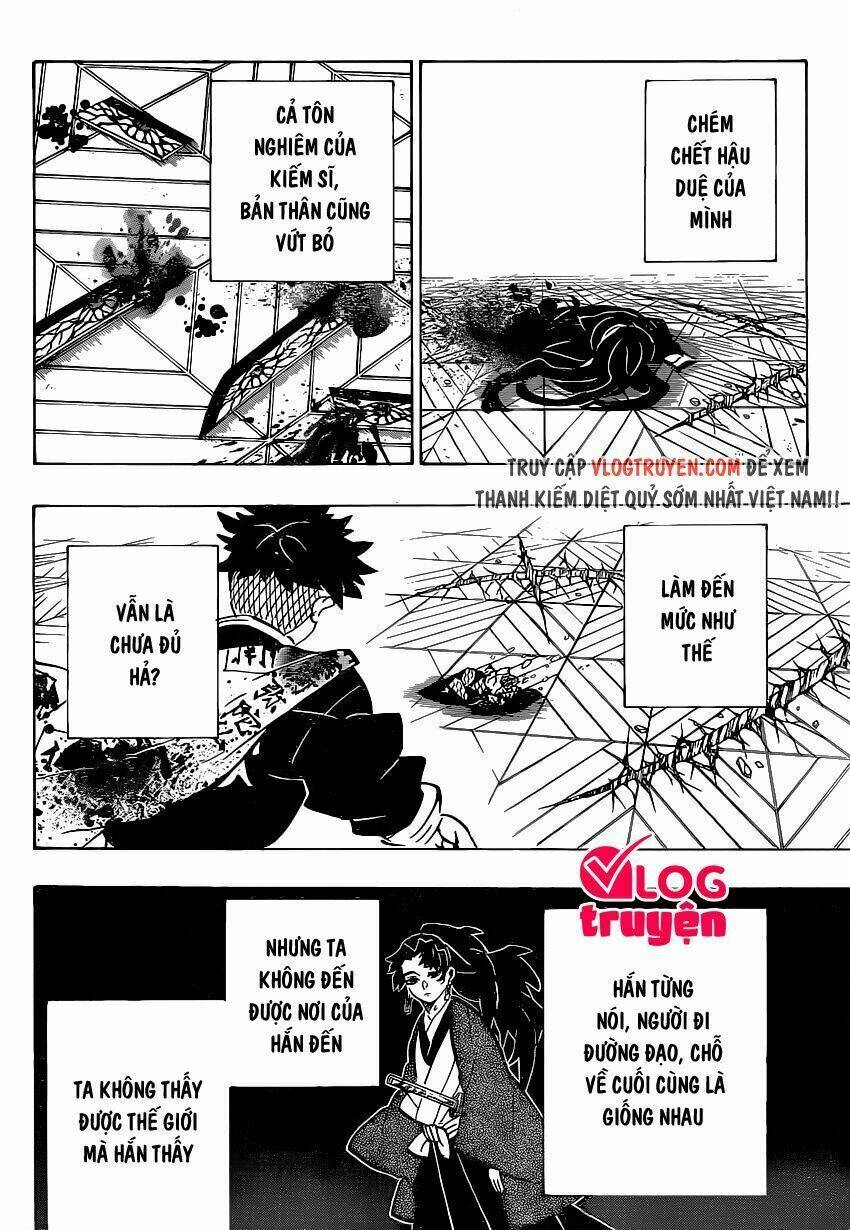 CHÉM
CHẾT HẬU
DUỆ CỦA
MÌNH
CẢ TÔN
NGHIÊM CỦA
KIẾM SĨ,
BẢN THÂN CŨNG
VỨT BỎ
TRUY CẬP VLOGTRUYEN.COM ĐỂ XEM
THANH KIẾM DIỆT QUỶ SỚM NHẤT VIỆT NAM!!
LÀM ĐẾN
MỨC NHƯ
THẾ
VẪN LÀ
CHƯA ĐỦ
HẢ?
VLOG
truyện
HẮN TỪNG
NÓI, NGƯỜI ĐI
ĐƯỜNG ĐẠO, CHỖ
VỀ CUỐI CÙNG LÀ
GIỐNG NHAU
NHƯNG TA
KHÔNG ĐẾN
ĐƯỢC NƠI CỦA
HẮN ĐẾN
TA KHÔNG THẤY
ĐƯỢC THẾ GIỚI
MÀ HẮN THẤY